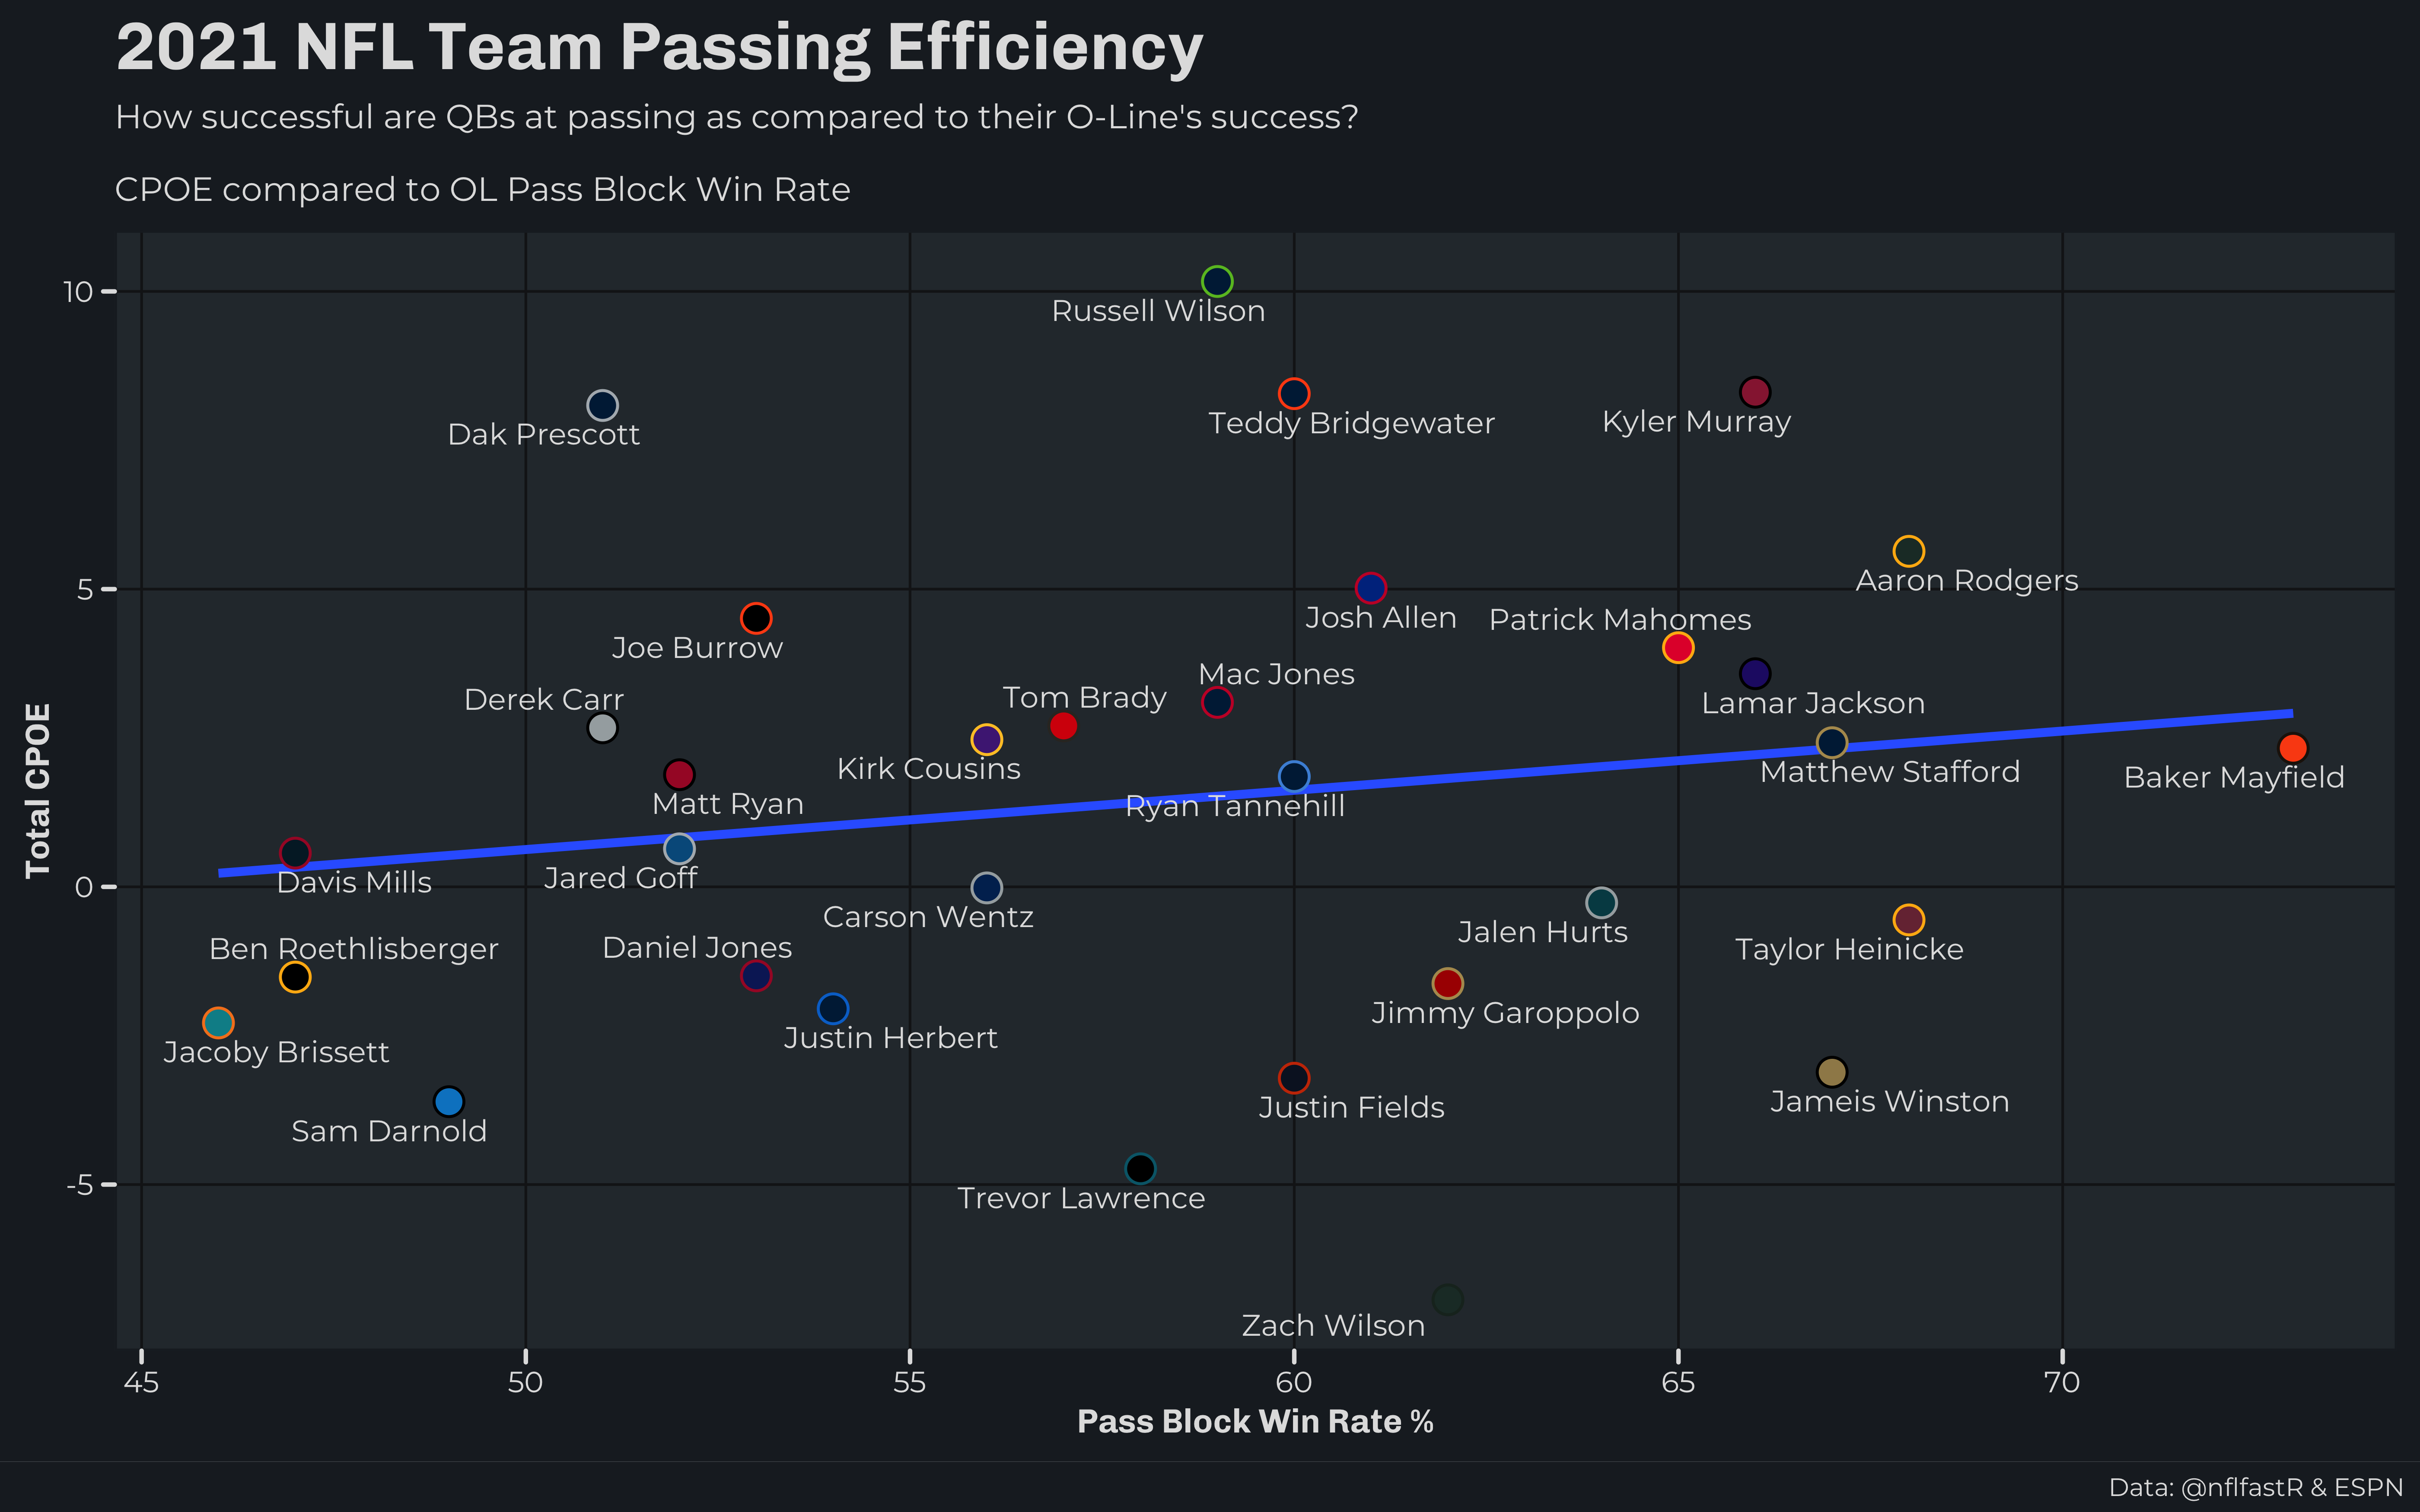 2021 NFL Team Passing Efficiency
How successful are QBs at passing as compared to their O-Line's success?
CPOE compared to OL Pass Block Win Rate
10
Russell Wilson
Teddy Bridgewater
Kyler Murray
Dak Prescott
5
Aaron Rodgers
Josh Allen
Patrick Mahomes
Joe Burrow
Mac Jones
Derek Carr
Tom Brady
Lamar Jackson
Kirk Cousins
Matthew Stafford
Baker Mayfield
Matt Ryan
Ryan Tannehill
Total CPOE
Davis Mills
Jared Goff
0
Carson Wentz
Jalen Hurts
Ben Roethlisberger
Daniel Jones
Taylor Heinicke
Jimmy Garoppolo
Justin Herbert
Jacoby Brissett
Justin Fields
Jameis Winston
Sam Darnold
-5
Trevor Lawrence
Zach Wilson
45 50 55 60 65 70
Pass Block Win Rate %
Data: @nflfastR & ESPN